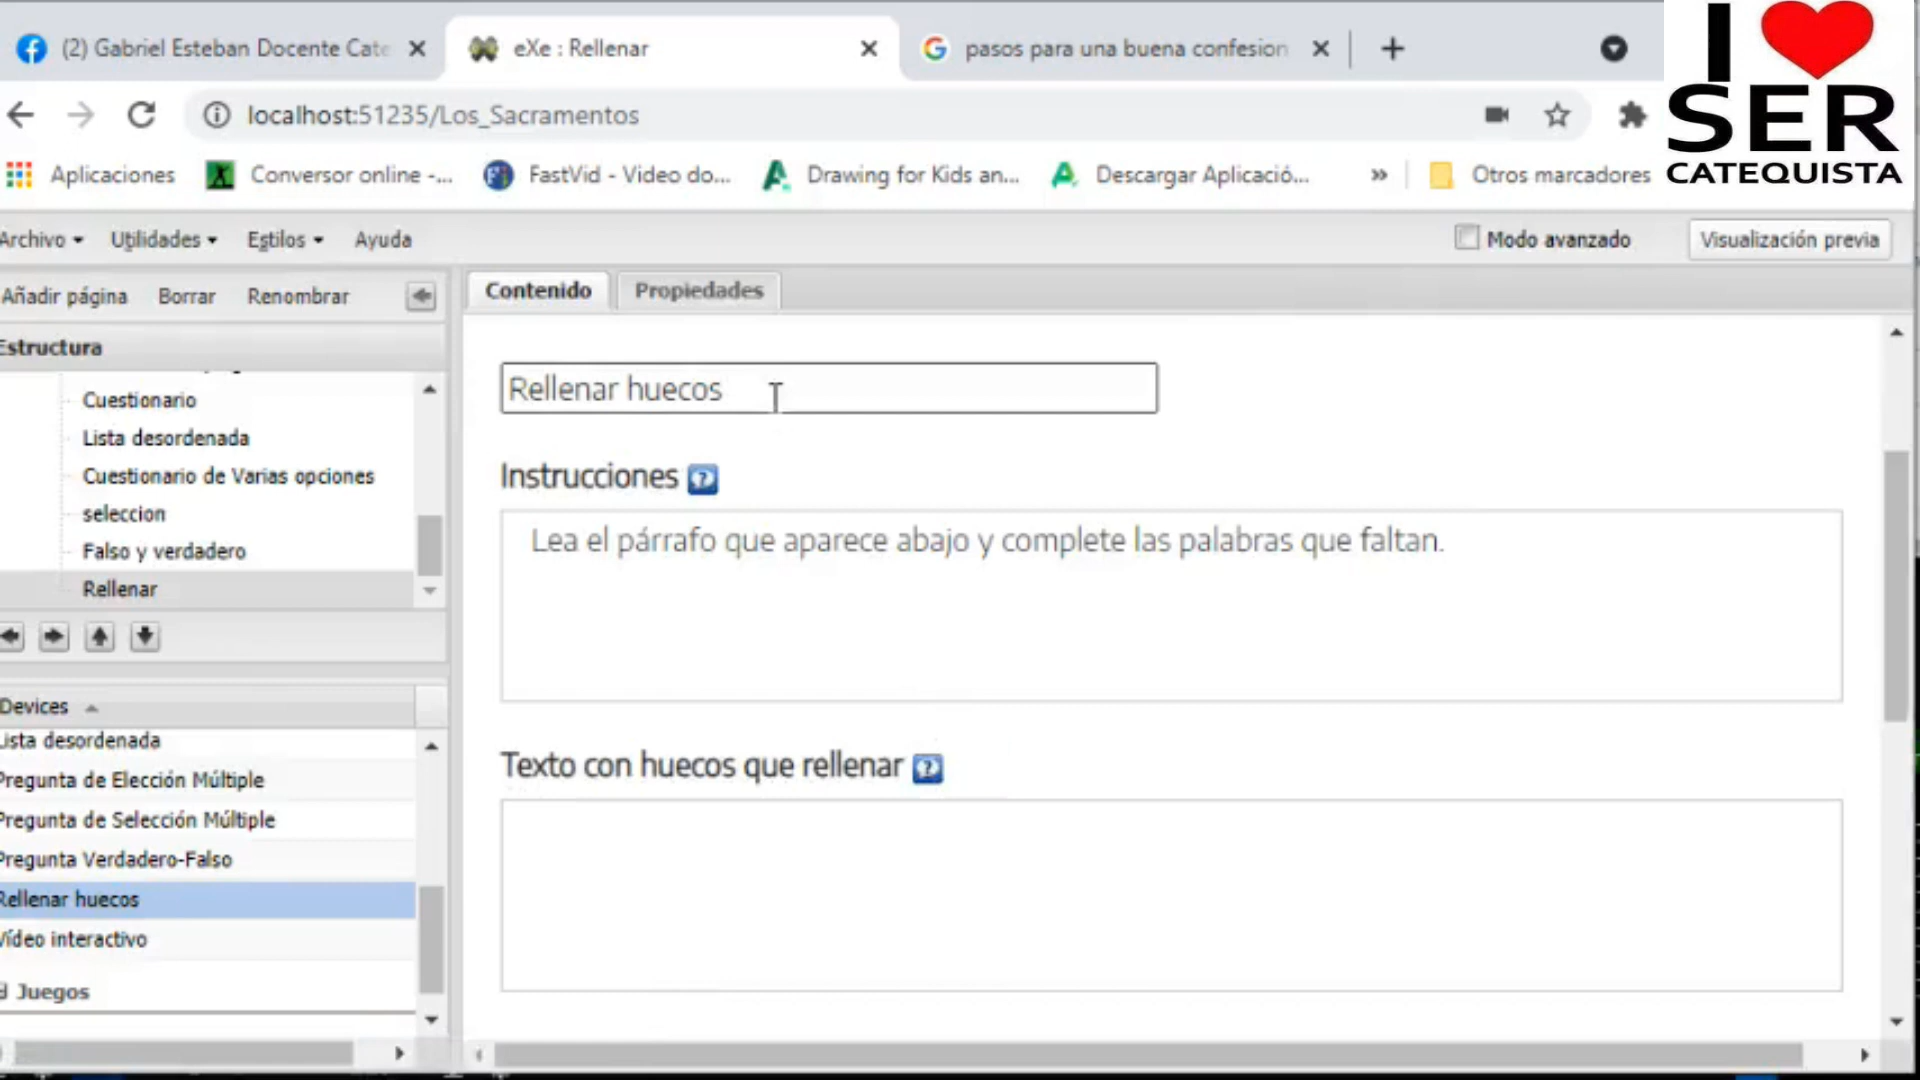 (2) Gabriel Esteban Docente Cate
eXe : Rellenar
pasos para una buena confesion
I
SER
CATEQUISTA
localhost:51235/Los_Sacramentos
Aplicaciones
Conversor online -...
FastVid - Video do...
Drawing for Kids an...
Descargar Aplicació...
»
Otros marcadores
Archivo
Utilidades
Estilos
Ayuda
Modo avanzado
Visualización previa
Añadir página
Borrar
Renombrar
Contenido
Propiedades
Estructura
Cuestionario
Lista desordenada
Cuestionario de Varias opciones
seleccion
Falso y verdadero
Rellenar
Rellenar huecos
Instrucciones
Lea el párrafo que aparece abajo y complete las palabras que faltan.
Texto con huecos que rellenar
Devices
Lista desordenada
Pregunta de Elección Múltiple
Pregunta de Selección Múltiple
Pregunta Verdadero-Falso
Rellenar huecos
Vídeo interactivo
Juegos